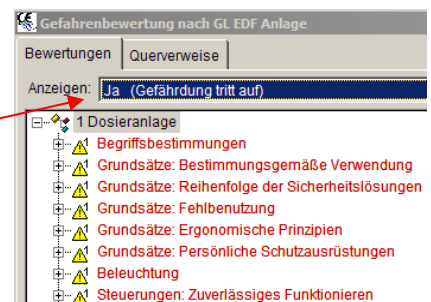 Gefahrenbewertung nach GL EDF Anlage
Bewertungen Querverweise
Anzeigen: Ja (Gefährdung tritt auf)
1 Dosieranlage
Begriffsbestimmungen
Grundsätze: Bestimmungsgemäße Verwendung
Grundsätze: Reihenfolge der Sicherheitslösungen
Grundsätze: Fehlbenutzung
Grundsätze: Ergonomische Prinzipien
Grundsätze: Persönliche Schutzausrüstungen
Beleuchtung
Steuerungen: Zuverlässiges Funktionieren